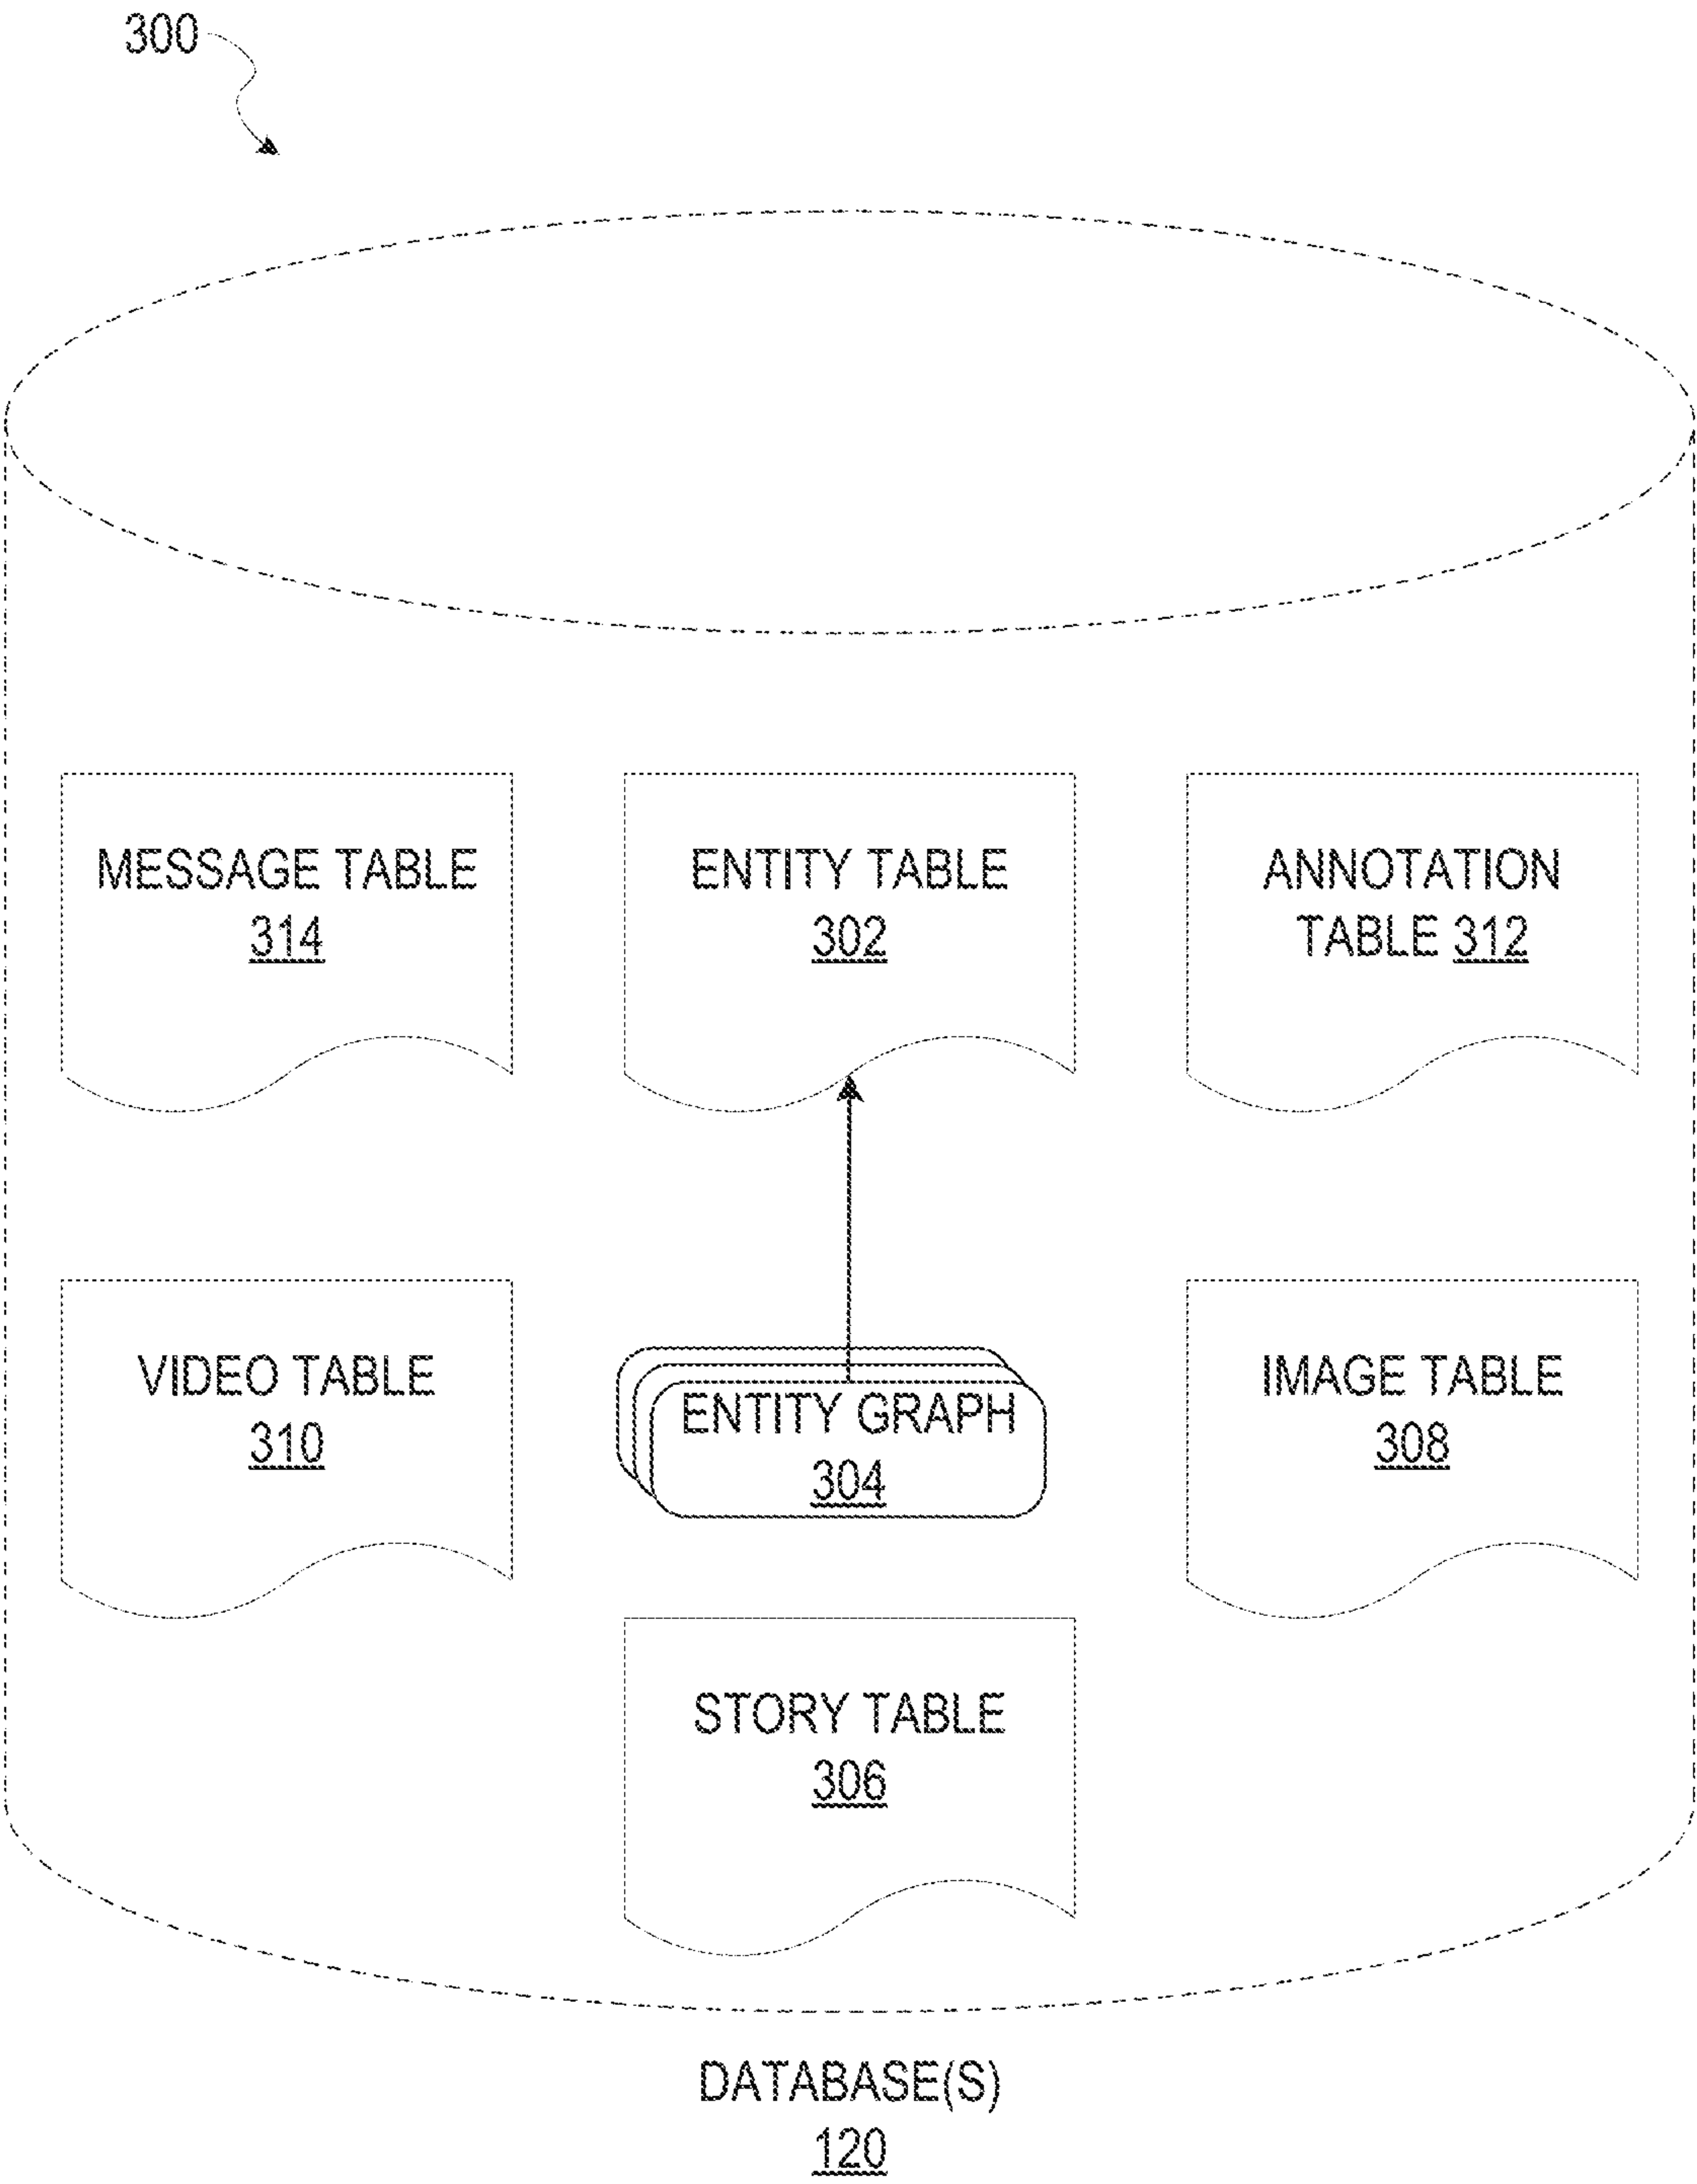 300
MESSAGE TABLE
314
ENTITY TABLE
302
ANNOTATION
TABLE 312
VIDEO TABLE
310
ENTITY GRAPH
304
IMAGE TABLE
308
STORY TABLE
306
DATABASE(S)
120